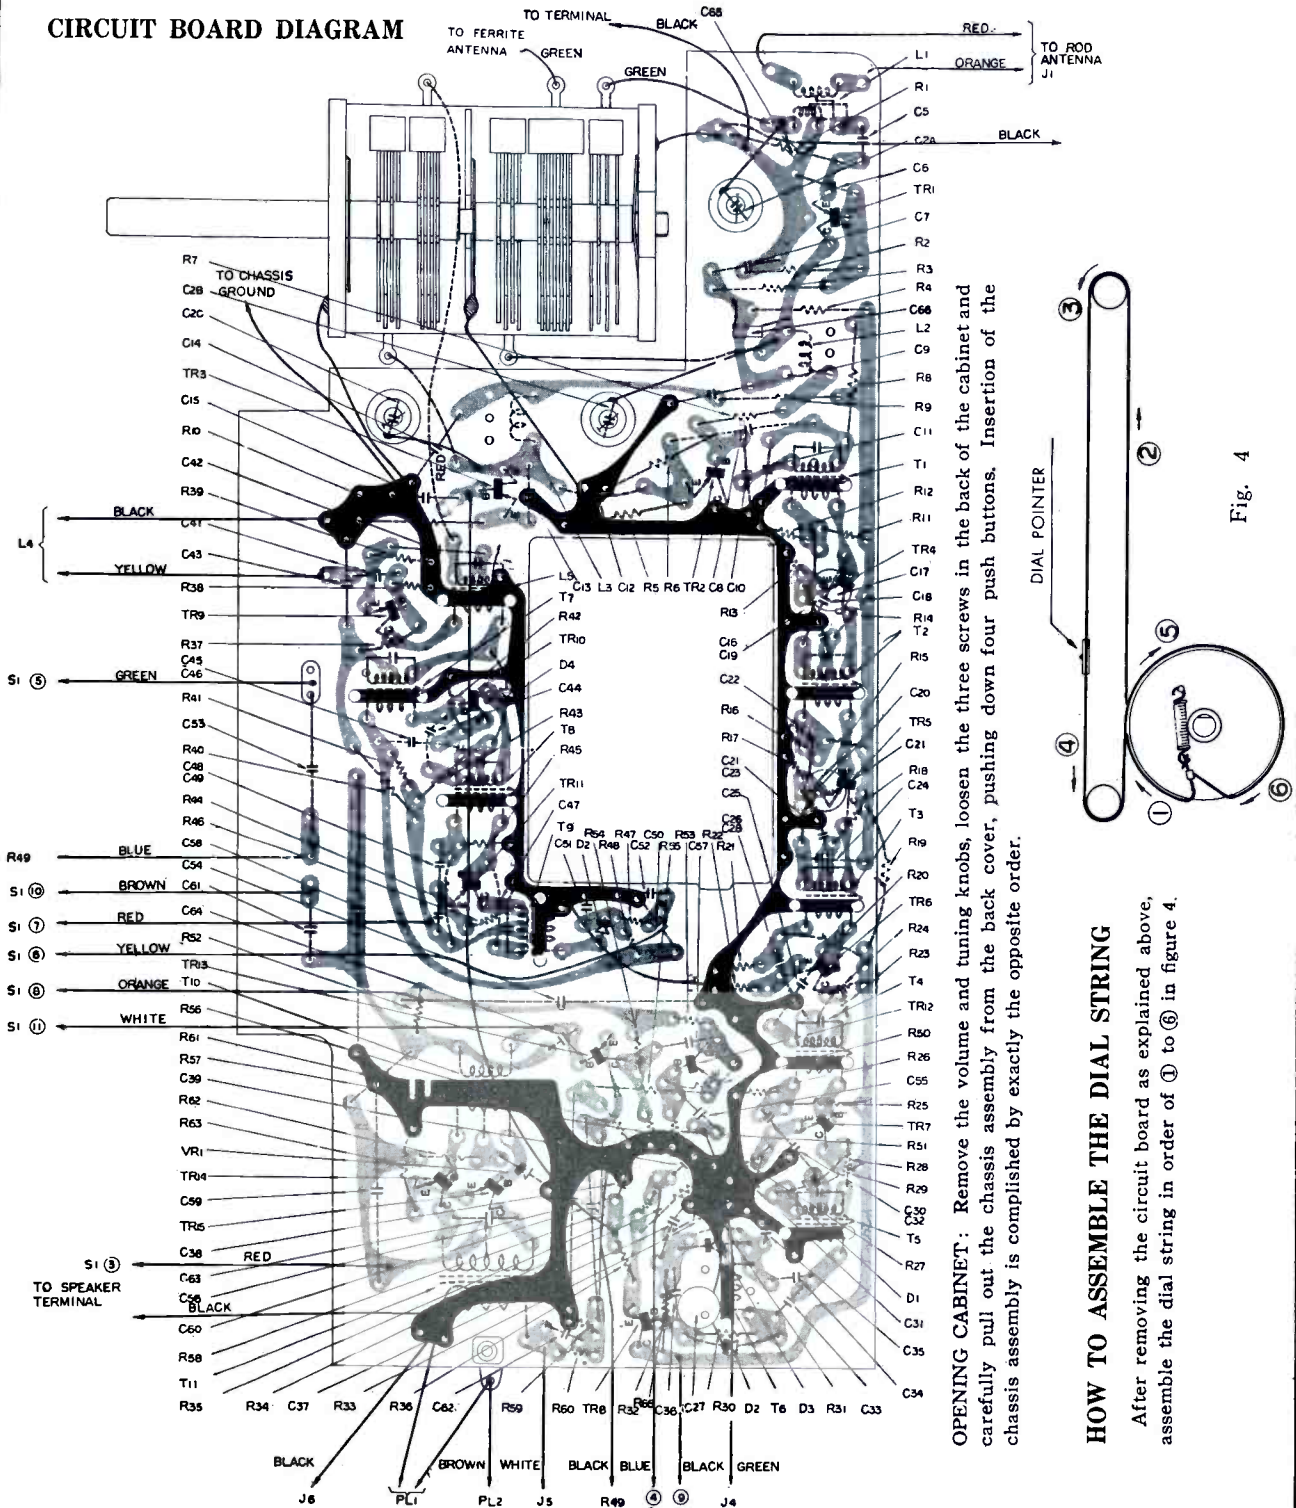 CIRCUIT BOARD DIAGRAM
TO TERMINAL
BLACK
C65
TO FERRITE
ANTENNA
GREEN
GREEN
RED
TO ROD
ANTENNA
J1
ORANGE
L1
R1
C5
BLACK
C2A
C6
TR1
C7
R2
R3
R4
C66
L2
C9
R8
R9
C11
T1
R12
R11
TR4
C17
C18
R14
T2
R15
C20
TR5
C21
R18
C24
T3
R19
R20
TR6
R24
R23
T4
TR12
R50
R26
C55
R25
TR7
R51
R28
R29
C30
C32
T5
R27
D1
C31
C35
C34
R7
TO CHASSIS
GROUND
C2B
C2C
C14
TR3
C15
R10
C42
R39
RED
L4
BLACK
C41
YELLOW
C43
R38
TR9
R37
C45
C46
S1 ⑤
GREEN
R41
C53
R40
C48
C49
R44
R46
C58
R49
BLUE
C54
S1 ⑩
BROWN
C61
S1 ⑦
RED
C64
S1 ⑥
YELLOW
R52
TR13
S1 ⑧
ORANGE
T10
R56
S1 ⑪
WHITE
R61
R57
C39
R62
R63
VR1
TR14
C59
TR15
C38
S1 ③
RED
C63
TO SPEAKER
TERMINAL
C56
BLACK
C60
R58
T11
L5
C13 L3 C12 R5 R6 TR2 C8 C10
T7
R42
TR10
D4
C44
R43
T8
R45
TR11
C47
T9
R13
C16
C19
C22
R16
R17
C21
C23
C25
C26
C28
R54 R47 C50 R53 R22
C51 D2 R48 C52 R55 C57 R21
R35 R34 C37 R33 R36 C62 R59 R60 TR8 R32 R66 C36 C27 R30 D2 T6 D3 R31 C33
BLACK
BROWN
WHITE
BLACK
BLUE
BLACK
GREEN
J6
PL1
PL2
J5
R49
④
⑨
J4
OPENING CABINET : Remove the volume and tuning knobs, loosen the three screws in the back of the cabinet and
carefully pull out the chassis assembly from the back cover, pushing down four push buttons. Insertion of the
chassis assembly is complished by exactly the opposite order.
HOW TO ASSEMBLE THE DIAL STRING
After removing the circuit board as explained above,
assemble the dial string in order of ① to ⑥ in figure 4.
DIAL POINTER
①
②
③
④
⑤
⑥
Fig. 4